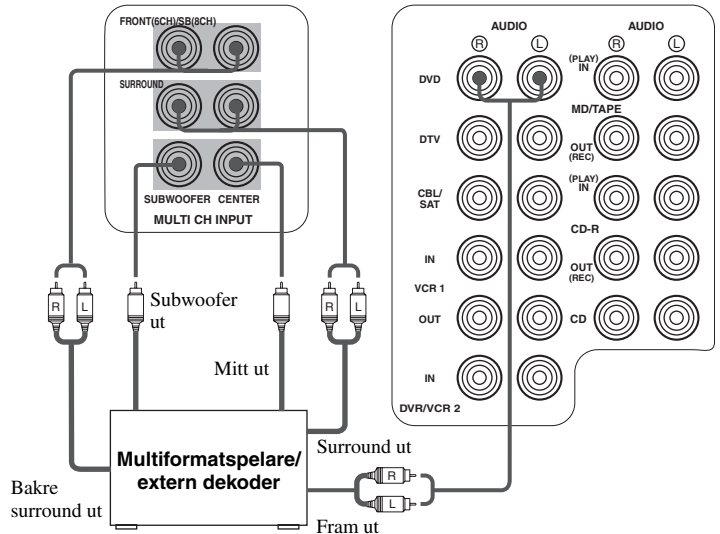 FRONT(6CH)/SB(8CH)
SURROUND
SUBWOOFER CENTER
MULTI CH INPUT
R L
Subwoofer
ut
Mitt ut
R L
Multiformatspelare/
extern dekoder
Bakre
surround ut
Surround ut
R
L
Fram ut
AUDIO AUDIO
R L R L
DVD
(PLAY)
IN
MD/TAPE
DTV
OUT
(REC)
CBL/
SAT
(PLAY)
IN
CD-R
IN
OUT
(REC)
VCR 1
OUT
CD
IN
DVR/VCR 2